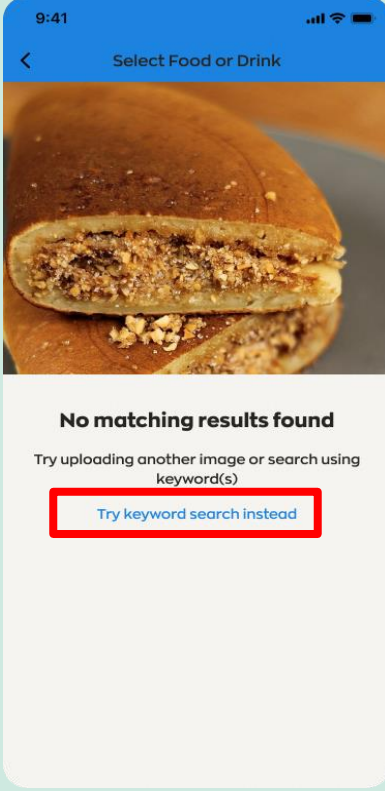 9:41
Select Food or Drink
No matching results found
Try uploading another image or search using
keyword(s)
Try keyword search instead